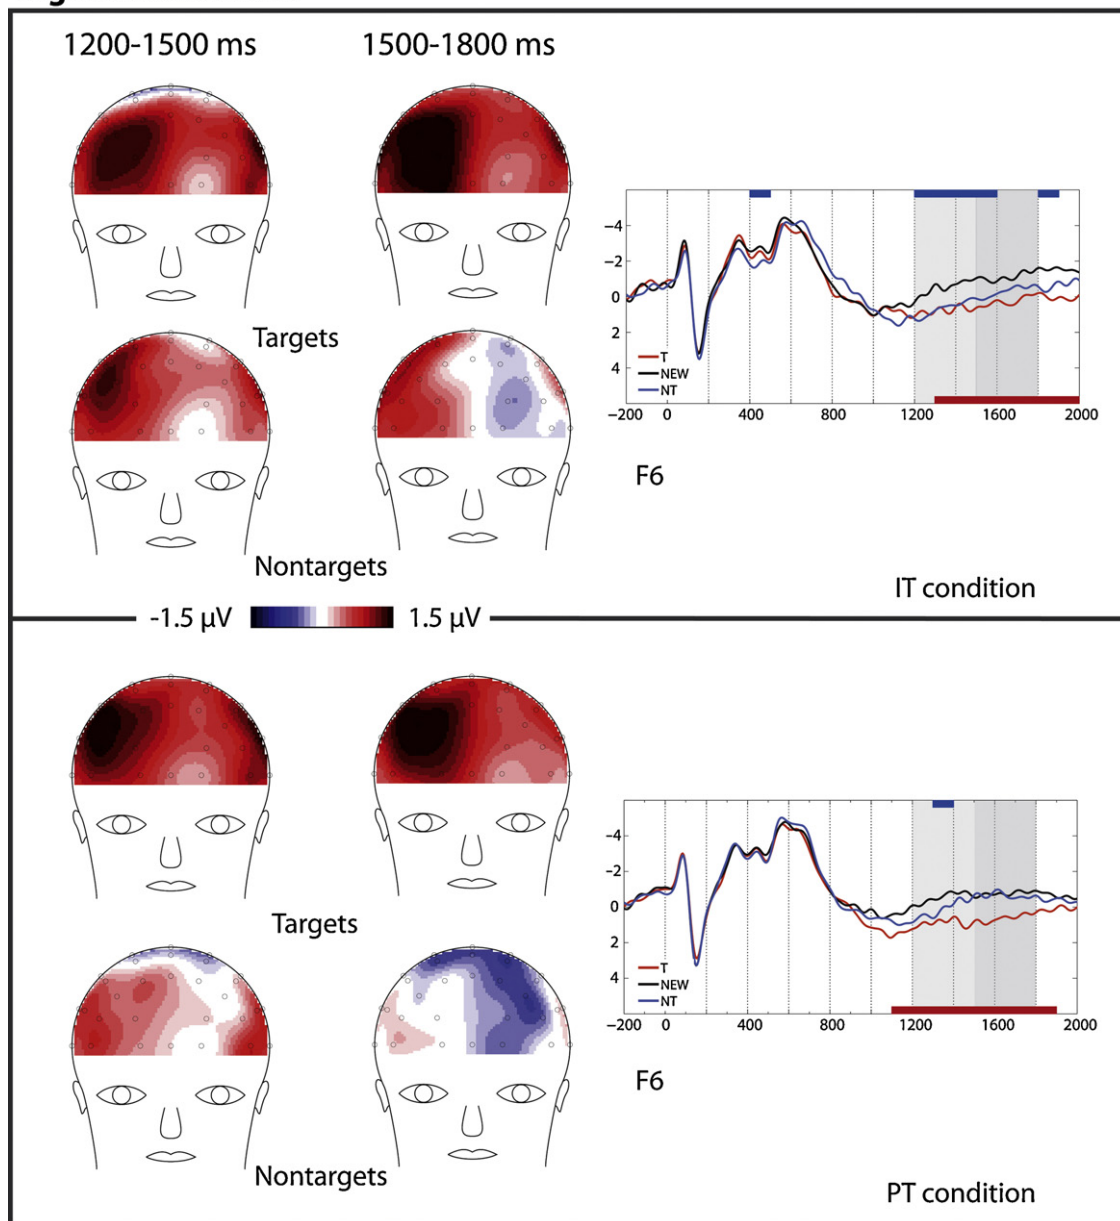 1200-1500 ms 1500-1800 ms
Targets
Nontargets
-4
-2
0
2
4
T
NEW
NT
-200 0 400 800 1200 1600 2000
F6
IT condition
-1.5 µV 1.5 µV
Targets
Nontargets
-4
-2
0
2
4
T
NEW
NT
-200 0 400 800 1200 1600 2000
F6
PT condition